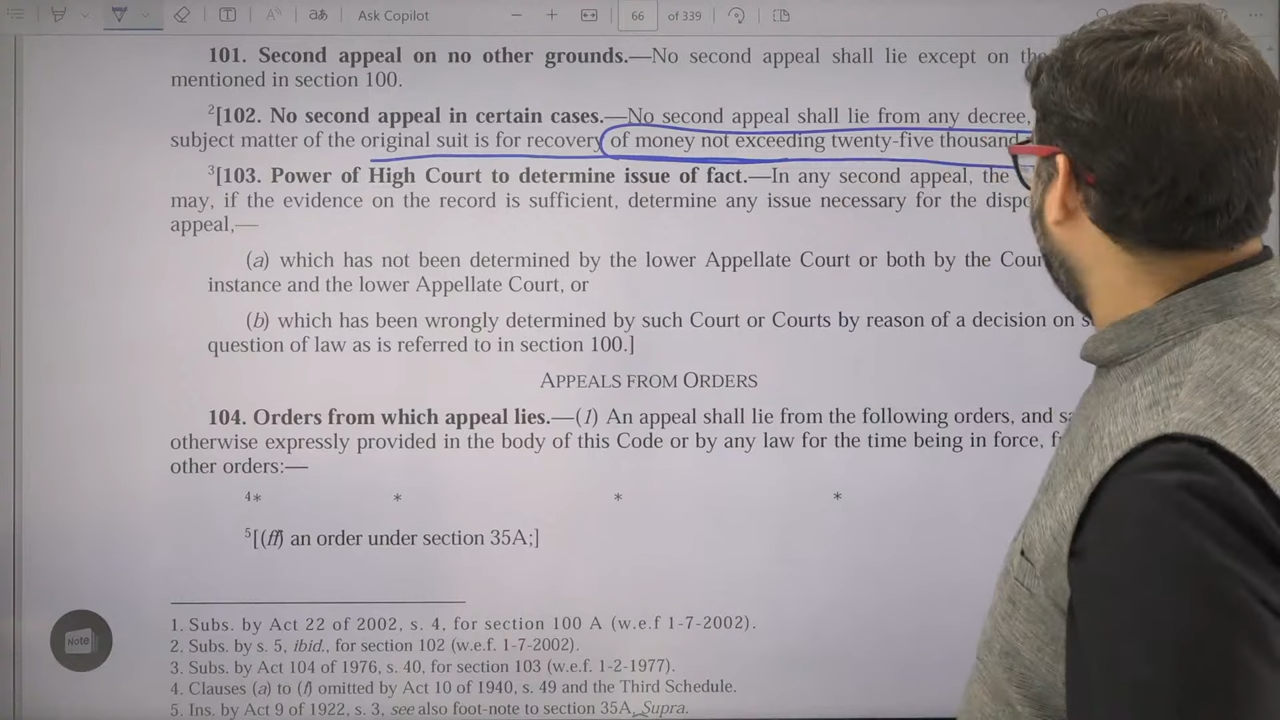 Ask Copilot
66 of 339
101. Second appeal on no other grounds.—No second appeal shall lie except on the
mentioned in section 100.
2[102. No second appeal in certain cases.—No second appeal shall lie from any decree,
subject matter of the original suit is for recovery of money not exceeding twenty-five thousand
3[103. Power of High Court to determine issue of fact.—In any second appeal, the
may, if the evidence on the record is sufficient, determine any issue necessary for the
appeal,—
(a) which has not been determined by the lower Appellate Court or both by the
instance and the lower Appellate Court, or
(b) which has been wrongly determined by such Court or Courts by reason of a decision on
question of law as is referred to in section 100.]
APPEALS FROM ORDERS
104. Orders from which appeal lies.—(1) An appeal shall lie from the following orders, and
otherwise expressly provided in the body of this Code or by any law for the time being in force,
other orders:—
4* * * *
5[(ff) an order under section 35A;]
1. Subs. by Act 22 of 2002, s. 4, for section 100 A (w.e.f 1-7-2002).
2. Subs. by s. 5, ibid., for section 102 (w.e.f. 1-7-2002).
3. Subs. by Act 104 of 1976, s. 40, for section 103 (w.e.f. 1-2-1977).
4. Clauses (a) to (f) omitted by Act 10 of 1940, s. 49 and the Third Schedule.
5. Ins. by Act 9 of 1922, s. 3, see also foot-note to section 35A, Supra.
Note